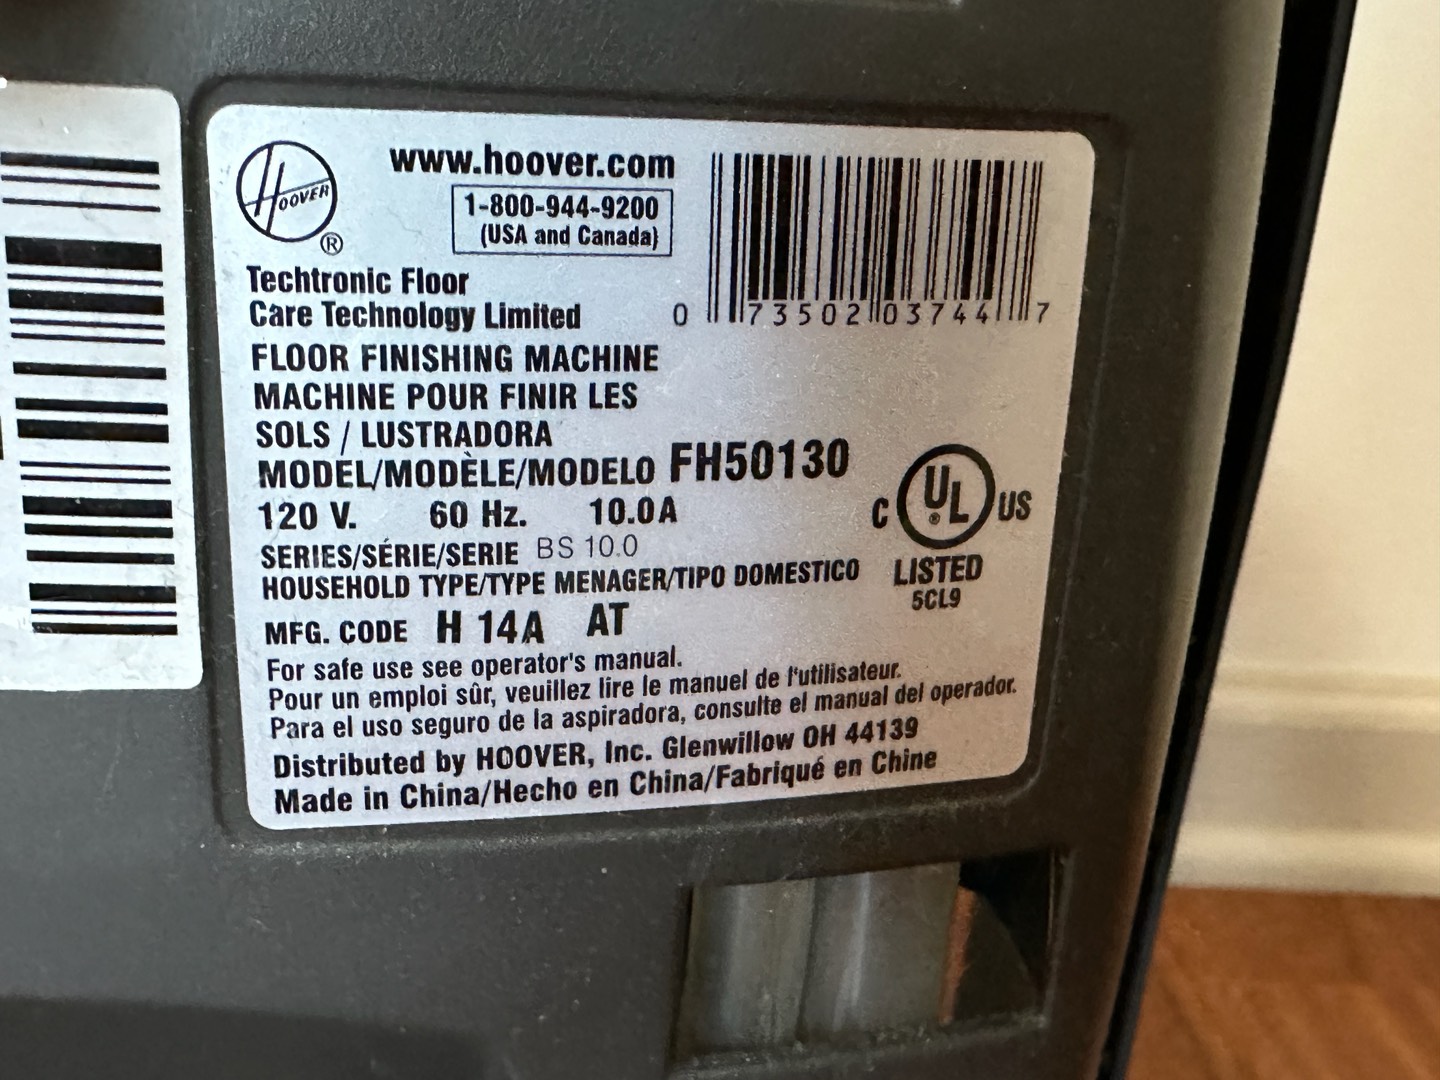 HOOVER
®
www.hoover.com
1-800-944-9200
(USA and Canada)
0 73502 03744 7
Techtronic Floor
Care Technology Limited
FLOOR FINISHING MACHINE
MACHINE POUR FINIR LES
SOLS / LUSTRADORA
MODEL/MODÈLE/MODELO FH50130
120 V. 60 Hz. 10.0A
SERIES/SÉRIE/SERIE BS 10.0
HOUSEHOLD TYPE/TYPE MENAGER/TIPO DOMESTICO
C UL® US
LISTED
5CL9
MFG. CODE H 14A AT
For safe use see operator's manual.
Pour un emploi sûr, veuillez lire le manuel de l'utilisateur.
Para el uso seguro de la aspiradora, consulte el manual del operador.
Distributed by HOOVER, Inc. Glenwillow OH 44139
Made in China/Hecho en China/Fabriqué en Chine